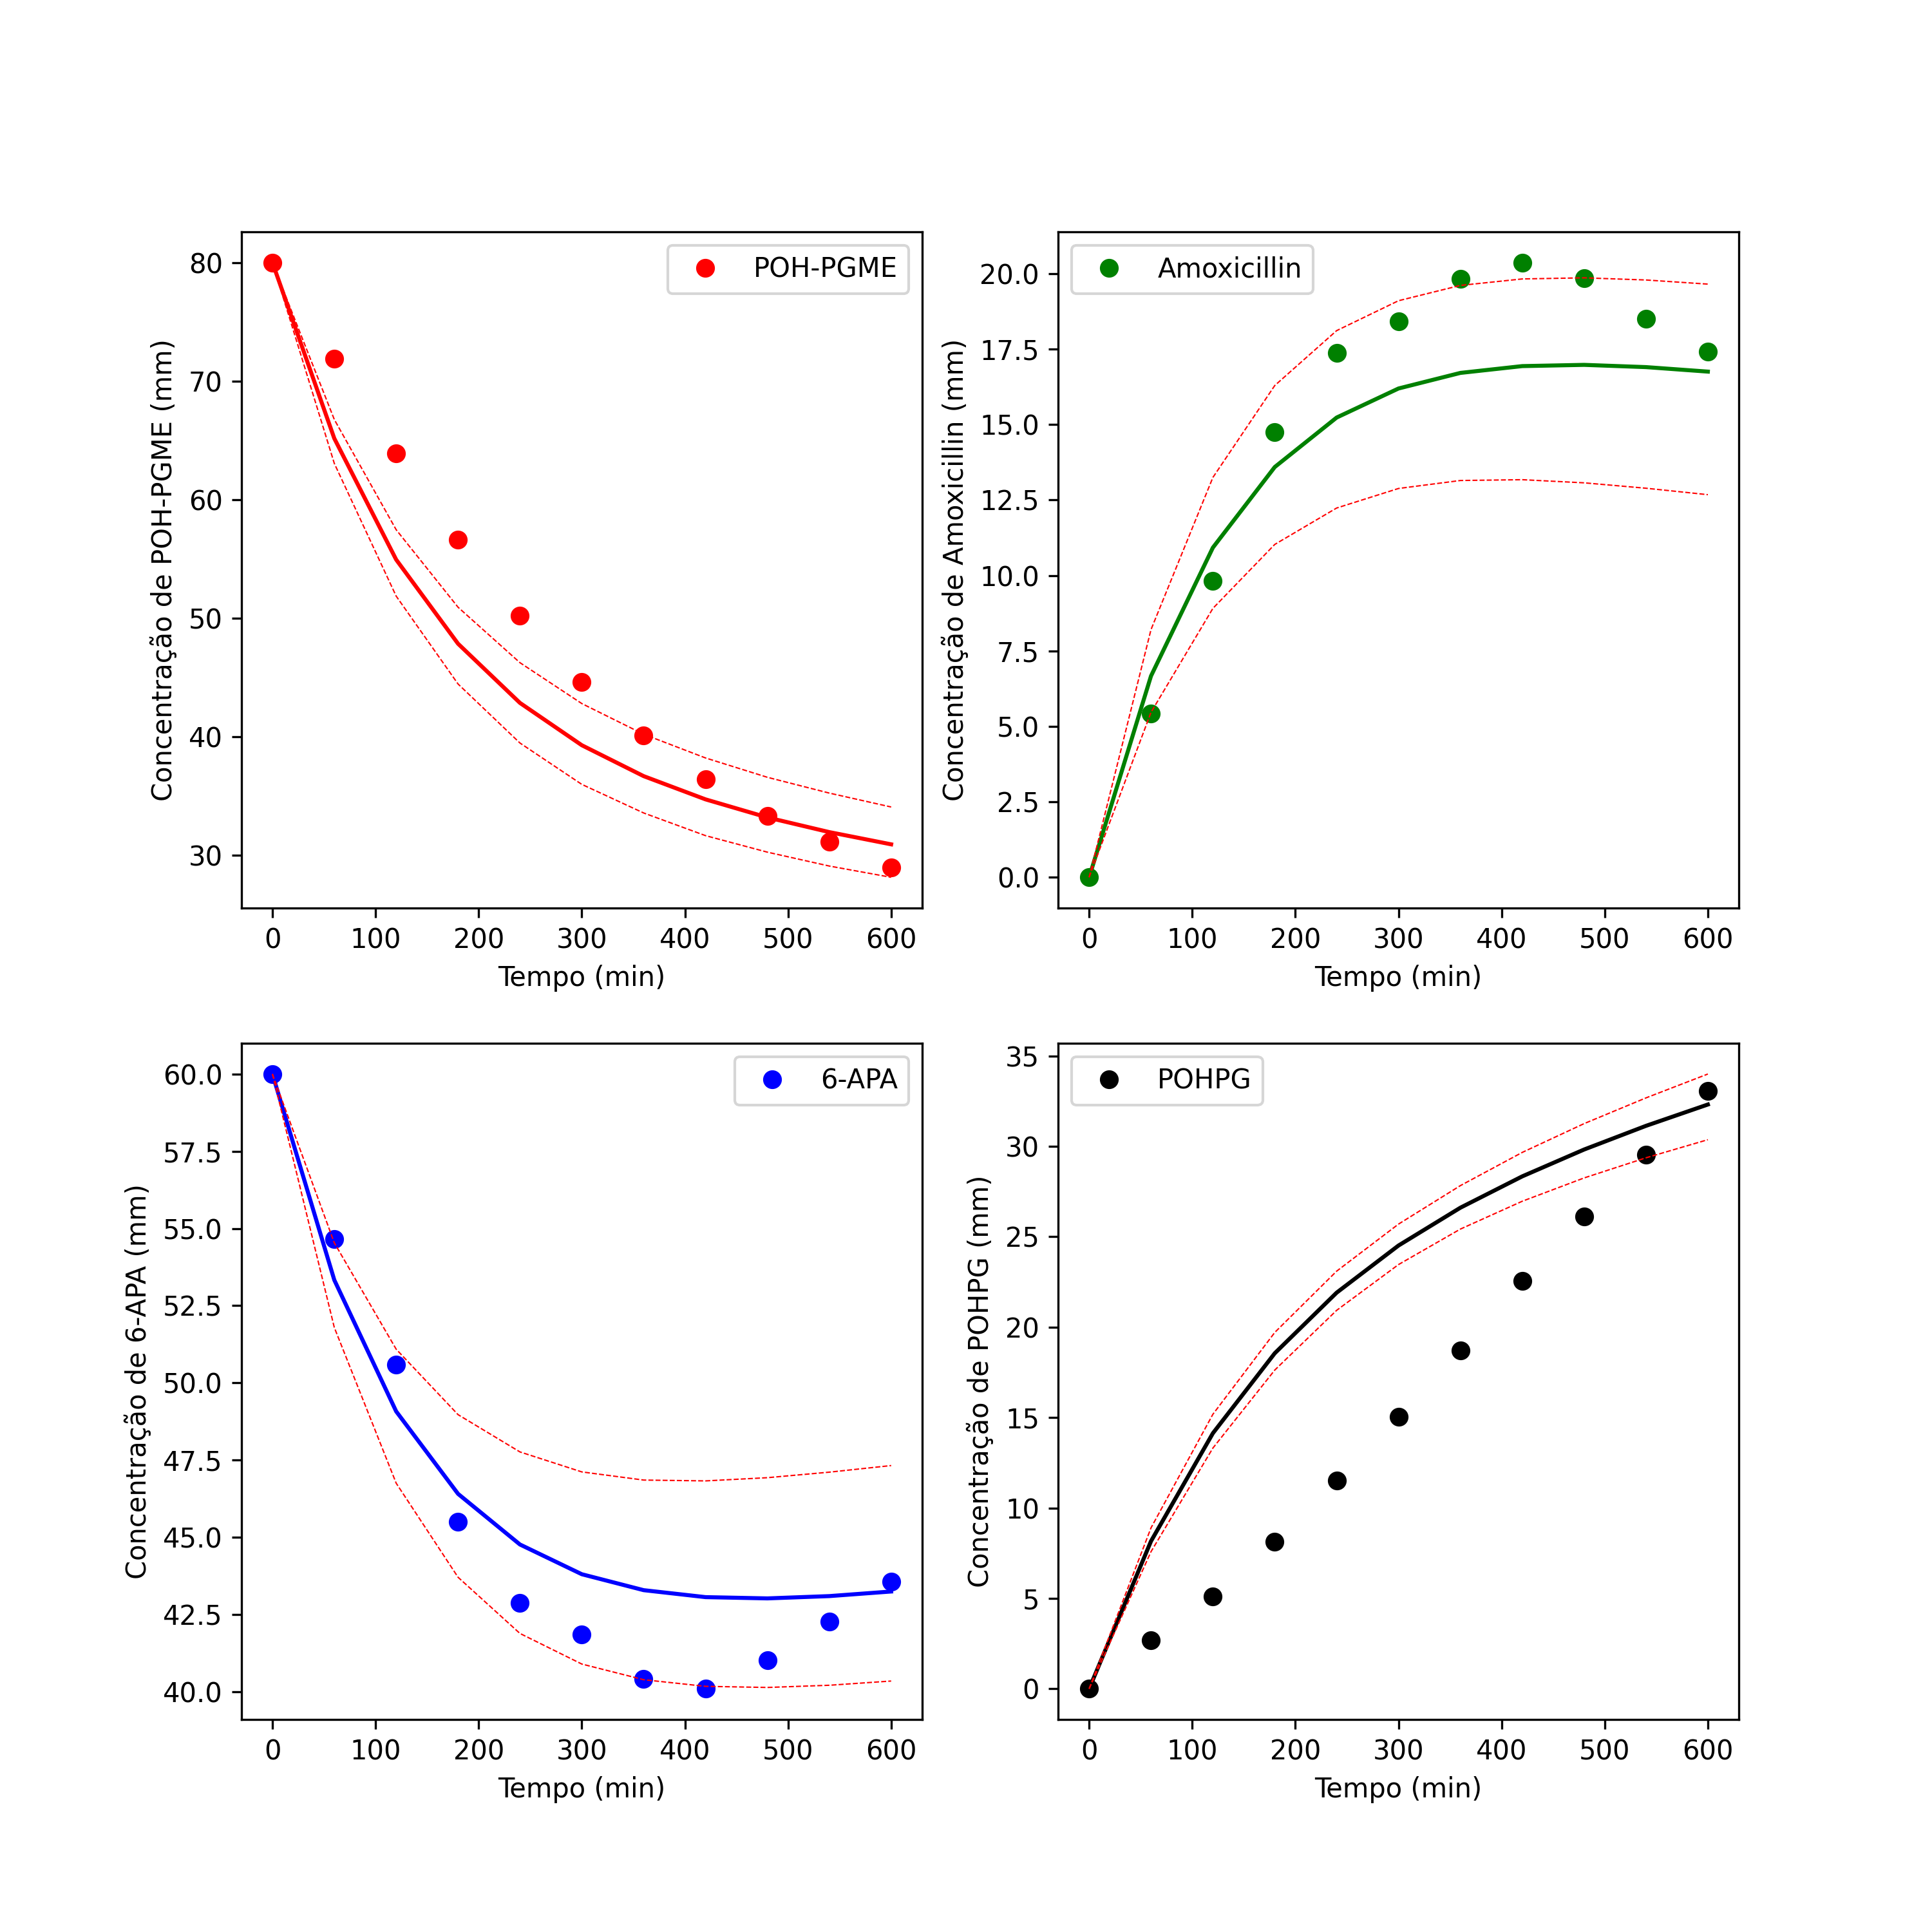 POH-PGME
Concentração de POH-PGME (mm)
80
70
60
50
40
30
0 100 200 300 400 500 600
Tempo (min)
Amoxicillin
Concentração de Amoxicillin (mm)
20.0
17.5
15.0
12.5
10.0
7.5
5.0
2.5
0.0
0 100 200 300 400 500 600
Tempo (min)
6-APA
Concentração de 6-APA (mm)
60.0
57.5
55.0
52.5
50.0
47.5
45.0
42.5
40.0
0 100 200 300 400 500 600
Tempo (min)
POHPG
Concentração de POHPG (mm)
35
30
25
20
15
10
5
0
0 100 200 300 400 500 600
Tempo (min)